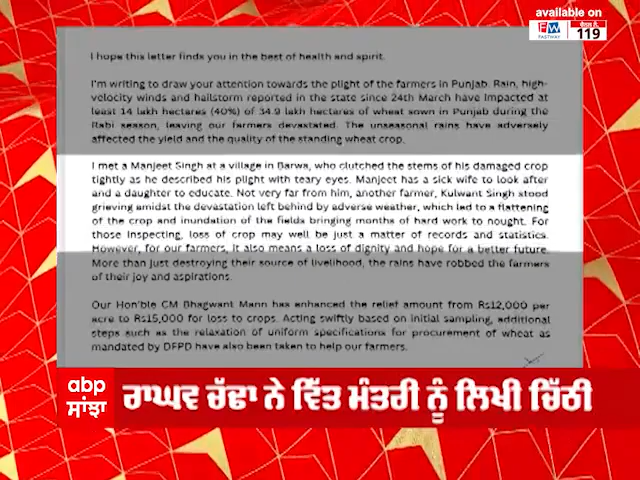 available on
FW
FASTWAY
ਚੈਨਲ ਨੰ.
119
I hope this letter finds you in the best of health and spirit.
I'm writing to draw your attention towards the plight of the farmers in Punjab. Rain, high-
velocity winds and hailstorm reported in the state since 24th March have impacted at
least 14 lakh hectares (40%) of 34.9 lakh hectares of wheat sown in Punjab during the
Rabi season, leaving our farmers devastated. The unseasonal rains have adversely
affected the yield and the quality of the standing wheat crop.
I met a Manjeet Singh at a village in Barwa, who clutched the stems of his damaged crop
tightly as he described his plight with teary eyes. Manjeet has a sick wife to look after
and a daughter to educate. Not very far from him, another farmer, Kulwant Singh stood
grieving amidst the devastation left behind by adverse weather, which led to a flattening
of the crop and inundation of the fields bringing months of hard work to nought. For
those inspecting, loss of crop may well be just a matter of records and statistics.
However, for our farmers, it also means a loss of dignity and hope for a better future.
More than just destroying their source of livelihood, the rains have robbed the farmers
of their joy and aspirations.
Our Hon'ble CM Bhagwant Mann has enhanced the relief amount from Rs12,000 per
acre to Rs15,000 for loss to crops. Acting swiftly based on initial sampling, additional
steps such as the relaxation of uniform specifications for procurement of wheat as
mandated by DFPD have also been taken to help our farmers.
abp
ਸਾਂਝਾ
ਰਾਘਵ ਚੱਢਾ ਨੇ ਵਿੱਤ ਮੰਤਰੀ ਨੂੰ ਲਿਖੀ ਚਿੱਠੀ